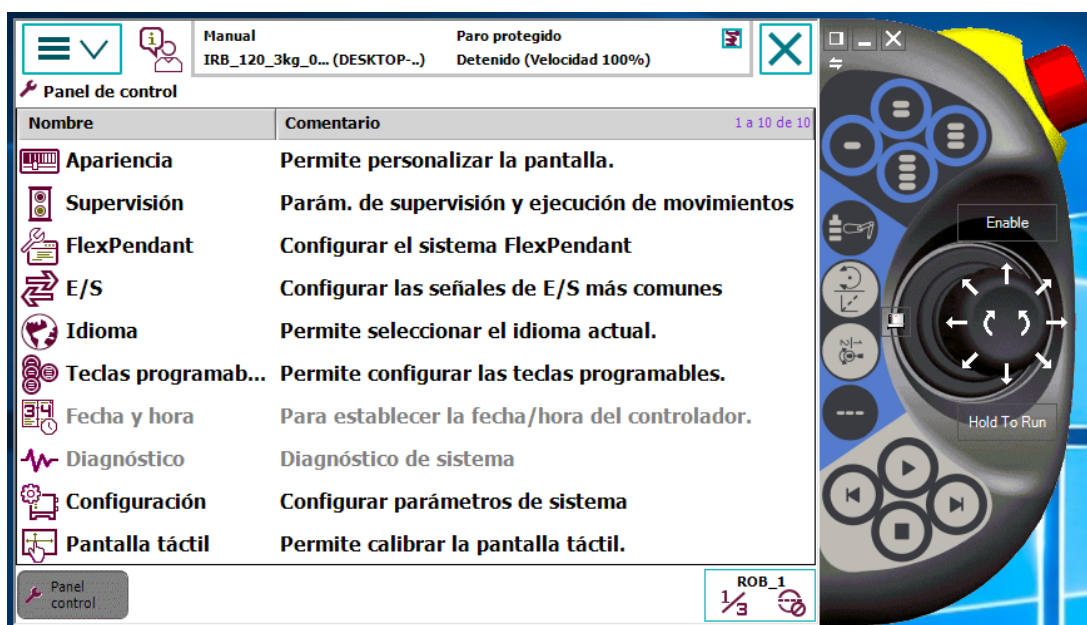 Manual
IRB_120_3kg_0... (DESKTOP-..)
Paro protegido
Detenido (Velocidad 100%)
Panel de control
Nombre Comentario 1 a 10 de 10
Apariencia Permite personalizar la pantalla.
Supervisión Parám. de supervisión y ejecución de movimientos
FlexPendant Configurar el sistema FlexPendant
E/S Configurar las señales de E/S más comunes
Idioma Permite seleccionar el idioma actual.
Teclas programab... Permite configurar las teclas programables.
Fecha y hora Para establecer la fecha/hora del controlador.
Diagnóstico Diagnóstico de sistema
Configuración Configurar parámetros de sistema
Pantalla táctil Permite calibrar la pantalla táctil.
Panel
control
ROB_1
1/3
Enable
Hold To Run